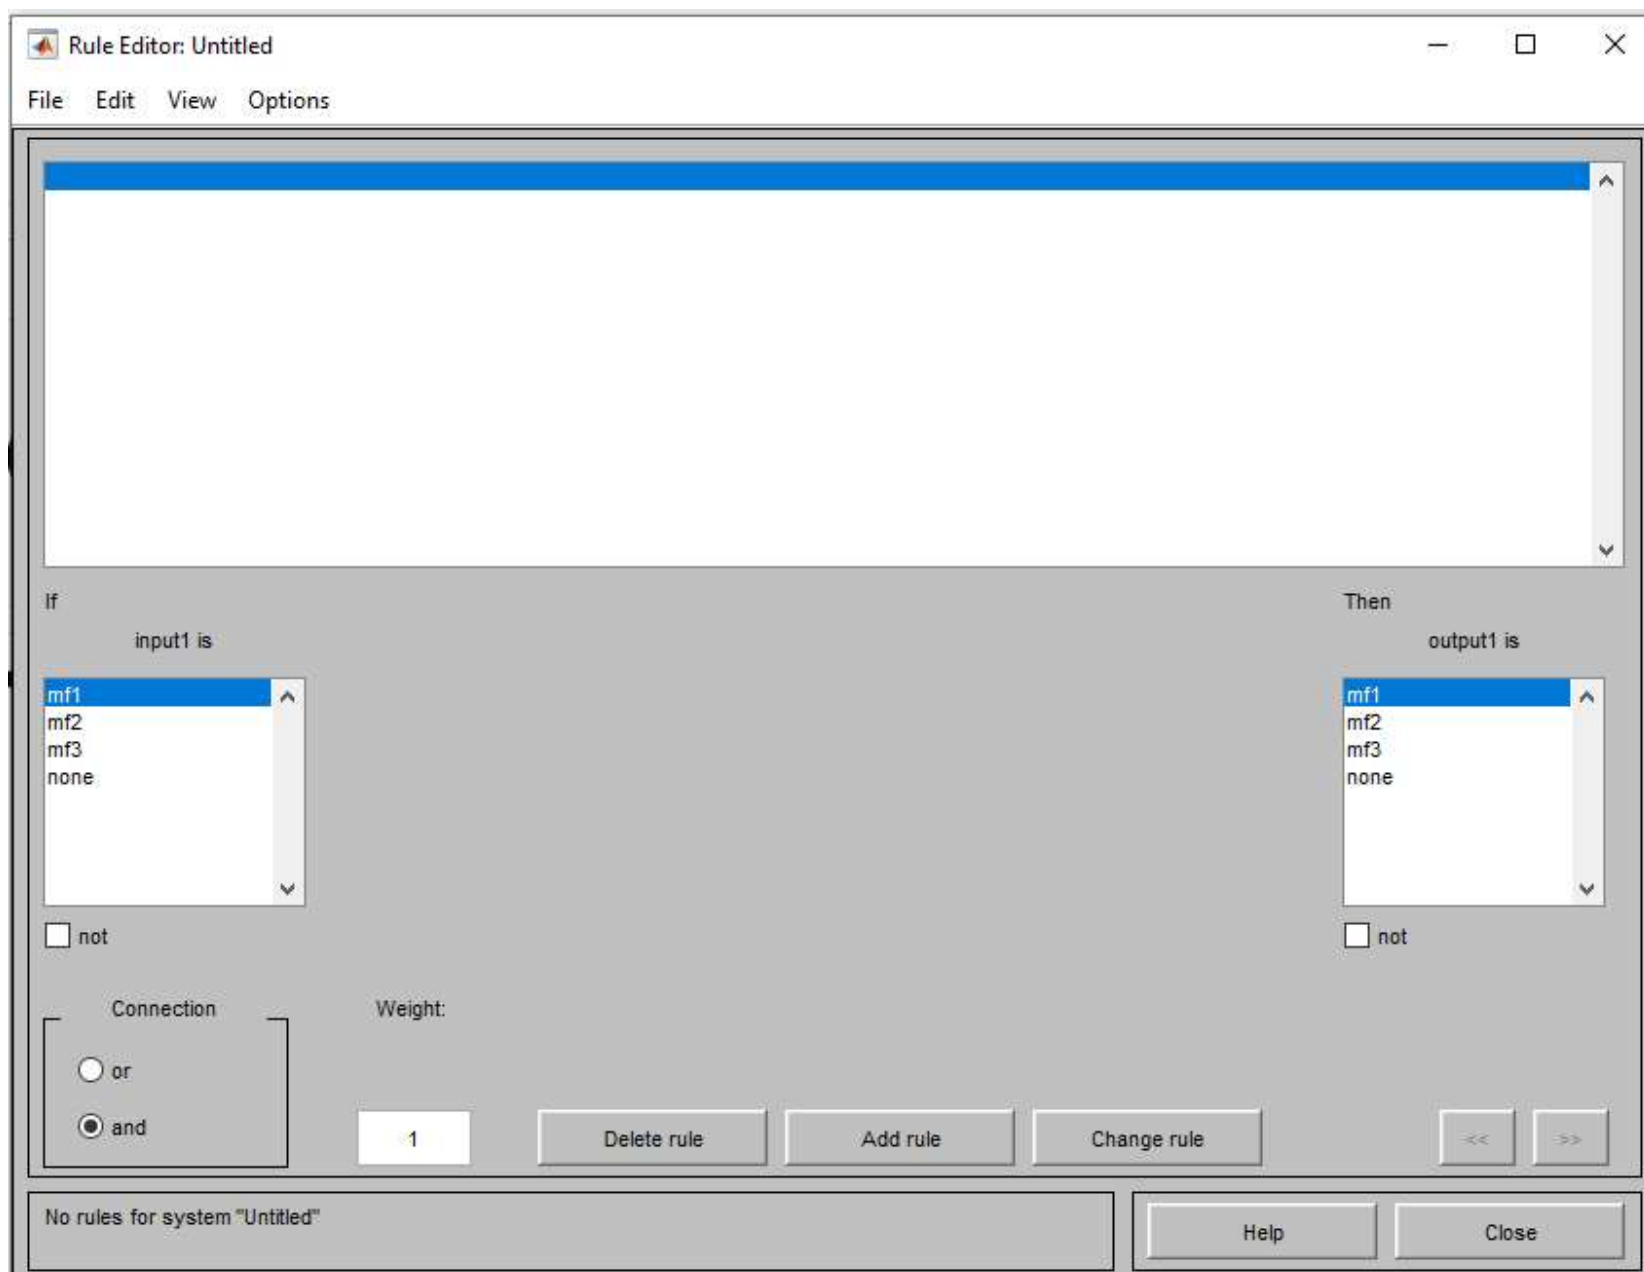 Rule Editor: Untitled
File Edit View Options
If
Then
input1 is
output1 is
mf1
mf2
mf3
none
mf1
mf2
mf3
none
not
not
Connection
Weight:
or
and
1
Delete rule
Add rule
Change rule
<<
>>
No rules for system "Untitled"
Help
Close